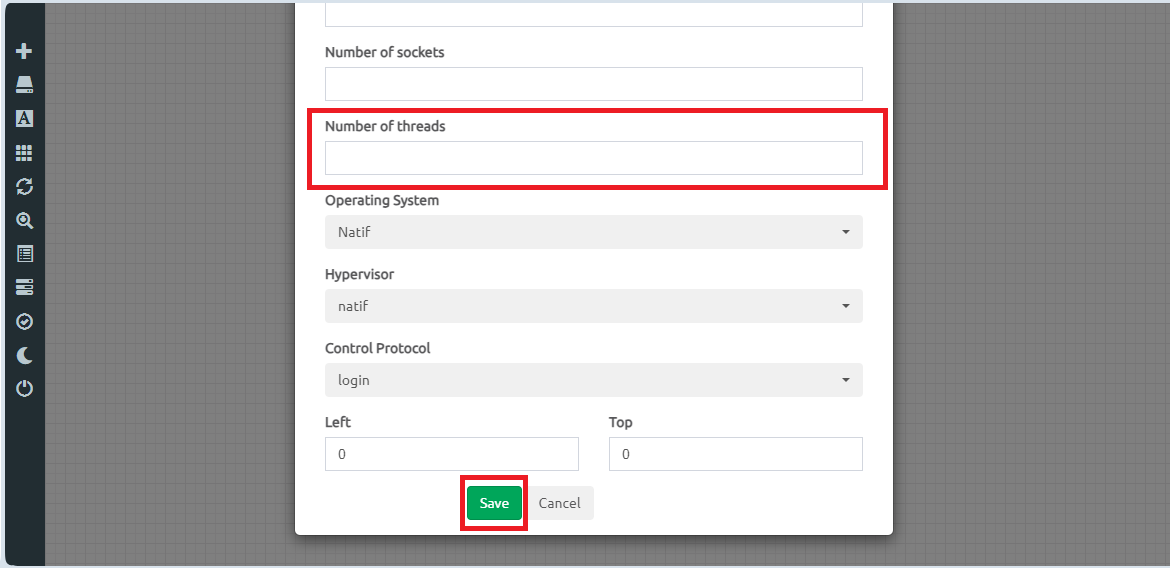 Number of sockets
Number of threads
Operating System
Natif
Hypervisor
natif
Control Protocol
login
Left Top
0 0
Save Cancel